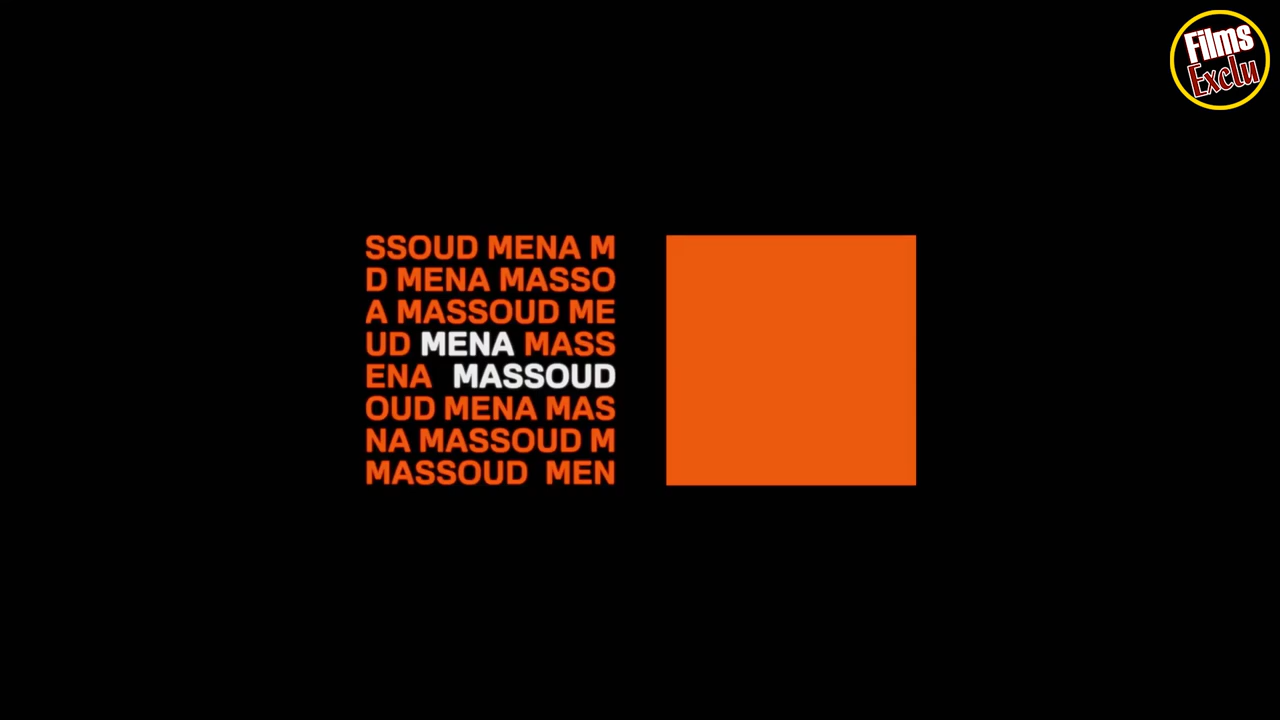 Films
Exclu
SSOUD MENA M
D MENA MASSO
A MASSOUD ME
UD MENA MASS
ENA MASSOUD
OUD MENA MAS
NA MASSOUD M
MASSOUD MEN